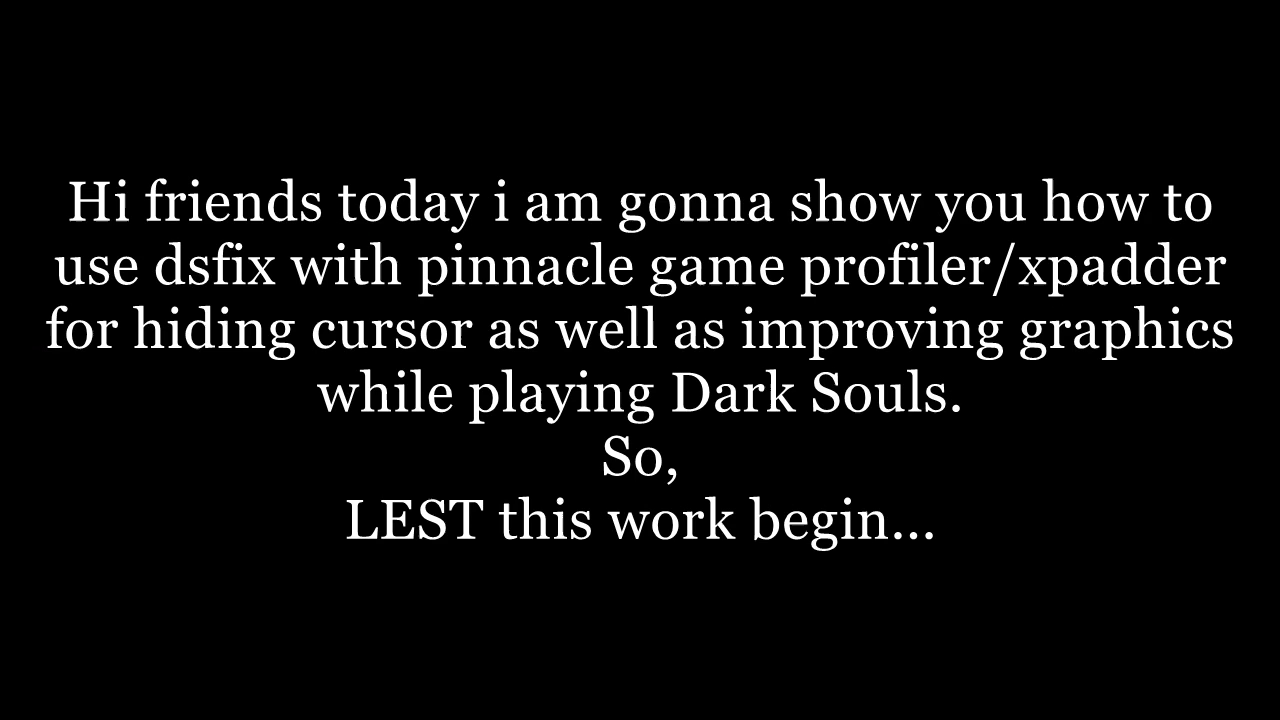 Hi friends today i am gonna show you how to
use dsfix with pinnacle game profiler/xpadder
for hiding cursor as well as improving graphics
while playing Dark Souls.
So,
LEST this work begin...